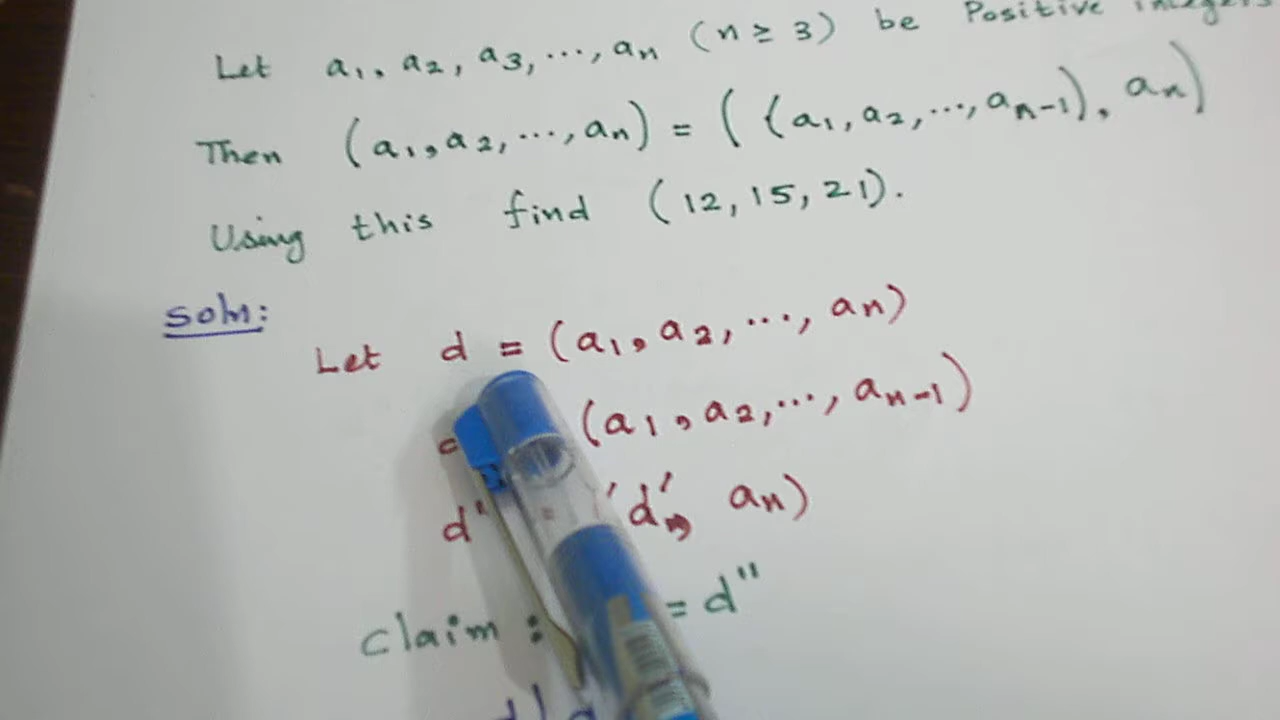 Let a₁, a₂, a₃, ..., aₙ (n ≥ 3) be Positive integers
Then (a₁, a₂, ..., aₙ) = ((a₁, a₂, ..., aₙ₋₁), aₙ)
Using this find (12, 15, 21).
Soln:
Let d = (a₁, a₂, ..., aₙ)
(a₁, a₂, ..., aₙ₋₁)
d' = (d', aₙ)
claim : = d"
d|a